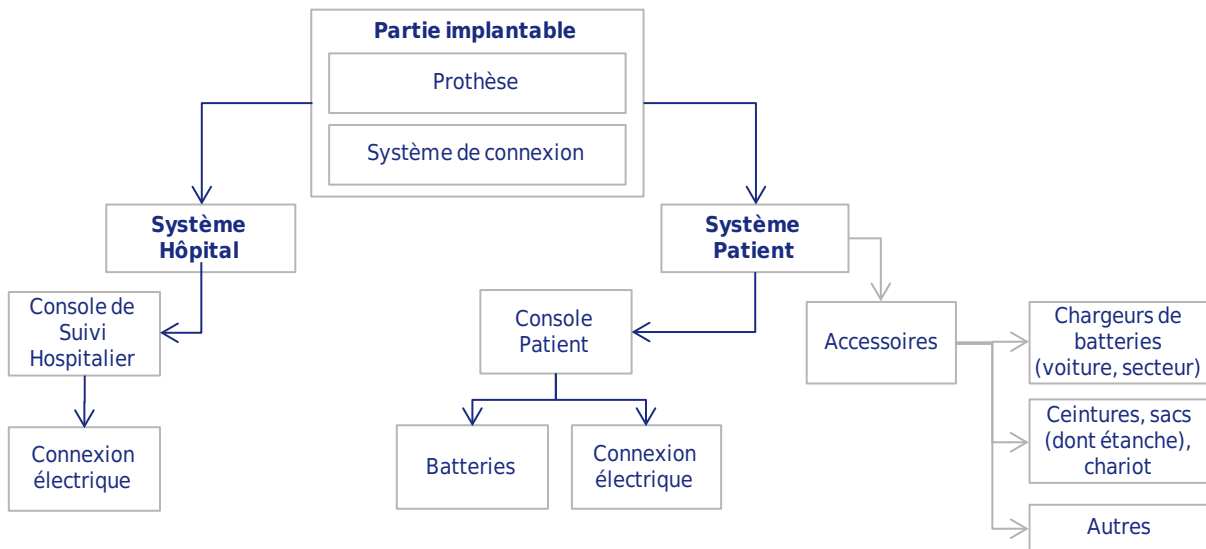 Partie implantable
Prothèse
Système de connexion
Système
Hôpital
Système
Patient
Console de
Suivi
Hospitalier
Console
Patient
Accessoires
Chargeurs de
batteries
(voiture, secteur)
Ceintures, sacs
(dont étanche),
chariot
Connexion
électrique
Batteries
Connexion
électrique
Autres